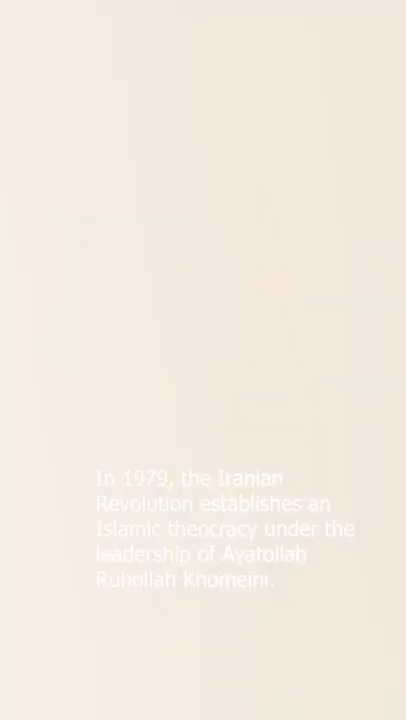 In 1979, the Iranian
Revolution establishes an
Islamic theocracy under the
leadership of Ayatollah
Ruhollah Khomeini.